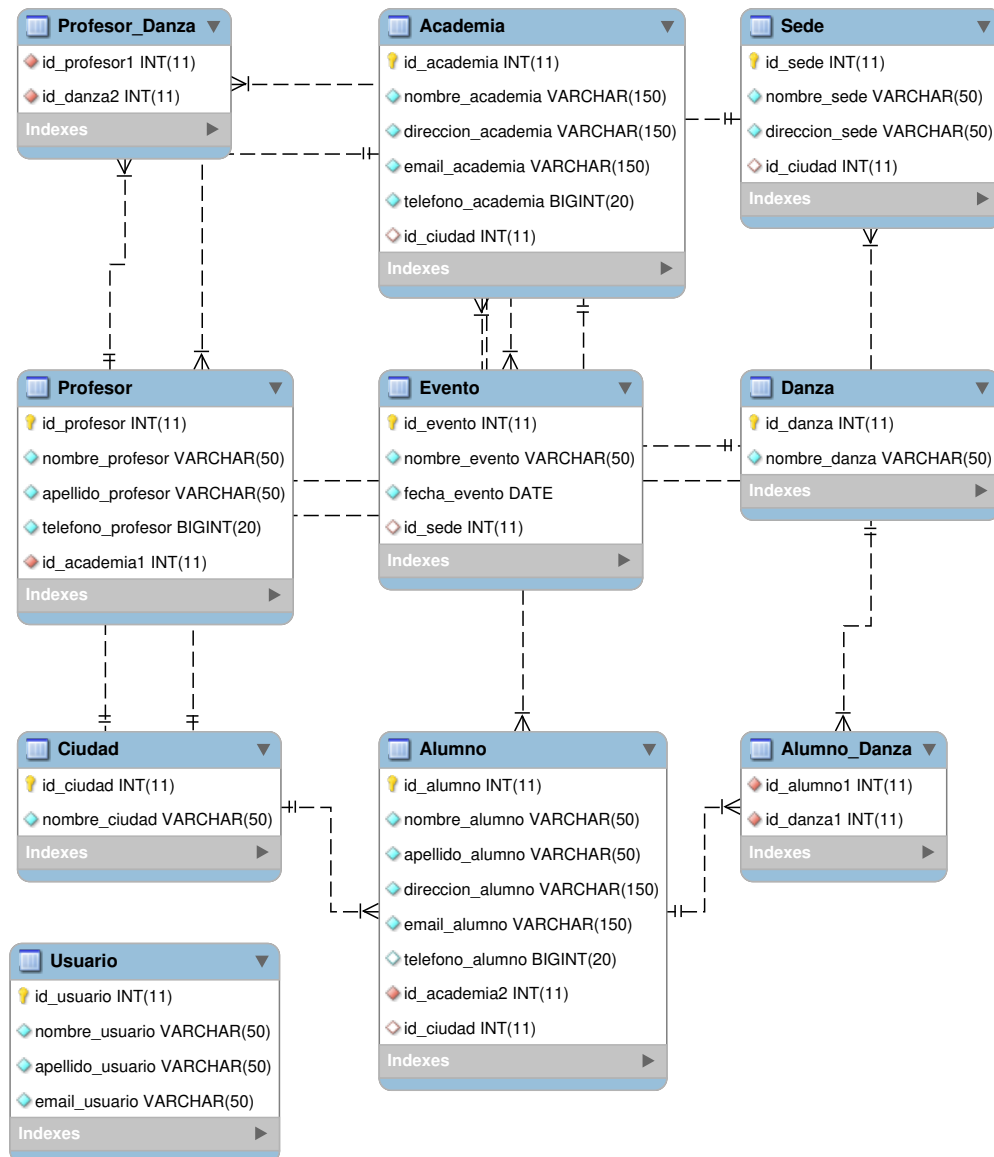 Profesor_Danza
id_profesor1 INT(11)
id_danza2 INT(11)
Indexes
Academia
id_academia INT(11)
nombre_academia VARCHAR(150)
direccion_academia VARCHAR(150)
email_academia VARCHAR(150)
telefono_academia BIGINT(20)
id_ciudad INT(11)
Indexes
Sede
id_sede INT(11)
nombre_sede VARCHAR(50)
direccion_sede VARCHAR(50)
id_ciudad INT(11)
Indexes
Profesor
id_profesor INT(11)
nombre_profesor VARCHAR(50)
apellido_profesor VARCHAR(50)
telefono_profesor BIGINT(20)
id_academia1 INT(11)
Indexes
Evento
id_evento INT(11)
nombre_evento VARCHAR(50)
fecha_evento DATE
id_sede INT(11)
Indexes
Danza
id_danza INT(11)
nombre_danza VARCHAR(50)
Indexes
Ciudad
id_ciudad INT(11)
nombre_ciudad VARCHAR(50)
Indexes
Alumno
id_alumno INT(11)
nombre_alumno VARCHAR(50)
apellido_alumno VARCHAR(50)
direccion_alumno VARCHAR(150)
email_alumno VARCHAR(150)
telefono_alumno BIGINT(20)
id_academia2 INT(11)
id_ciudad INT(11)
Indexes
Alumno_Danza
id_alumno1 INT(11)
id_danza1 INT(11)
Indexes
Usuario
id_usuario INT(11)
nombre_usuario VARCHAR(50)
apellido_usuario VARCHAR(50)
email_usuario VARCHAR(50)
Indexes